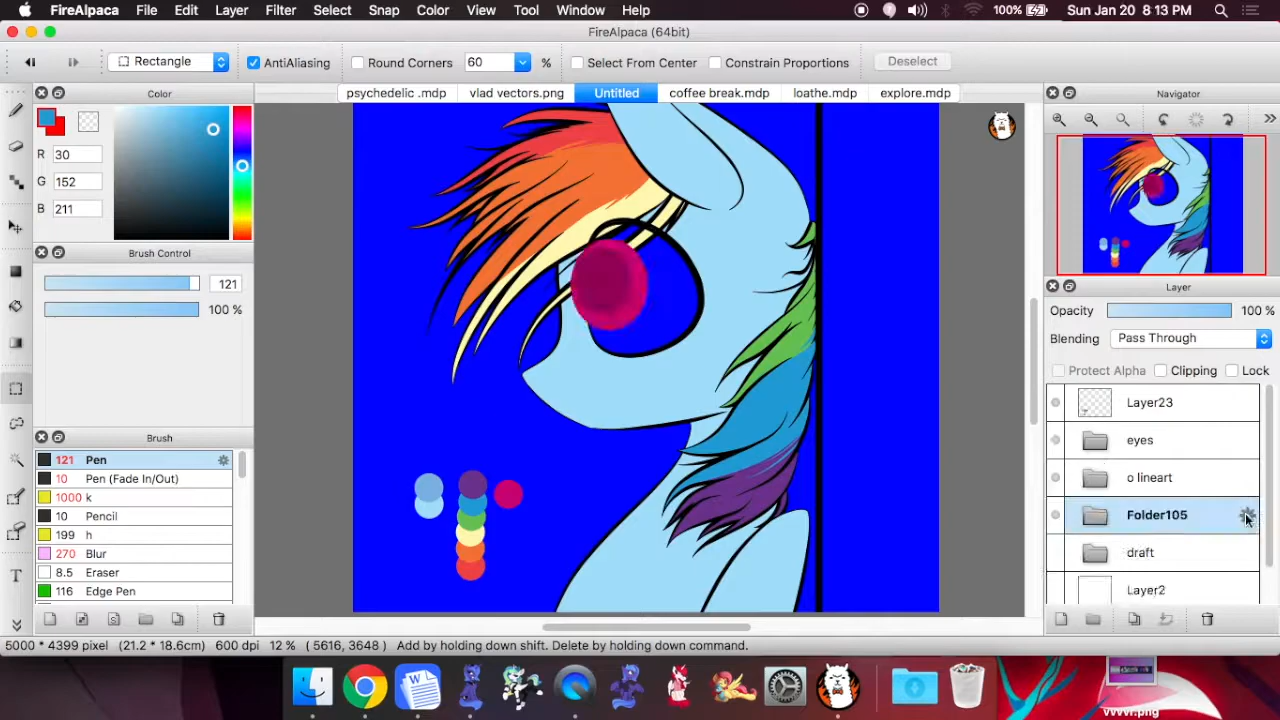 FireAlpaca File Edit Layer Filter Select Snap Color View Tool Window Help 100% Sun Jan 20 8:13 PM
FireAlpaca (64bit)
Rectangle AntiAliasing Round Corners 60 % Select From Center Constrain Proportions Deselect
Color
psychedelic .mdp vlad vectors.png Untitled coffee break.mdp loathe.mdp explore.mdp
Navigator
R 30
G 152
B 211
Brush Control
121
100 %
Layer
Opacity 100 %
Blending Pass Through
Protect Alpha Clipping Lock
Layer23
eyes
o lineart
Folder105
draft
Layer2
Brush
121 Pen
10 Pen (Fade In/Out)
1000 k
10 Pencil
199 h
270 Blur
8.5 Eraser
116 Edge Pen
T
5000 * 4399 pixel (21.2 * 18.6cm) 600 dpi 12 % ( 5616, 3648 ) Add by holding down shift. Delete by holding down command.
W